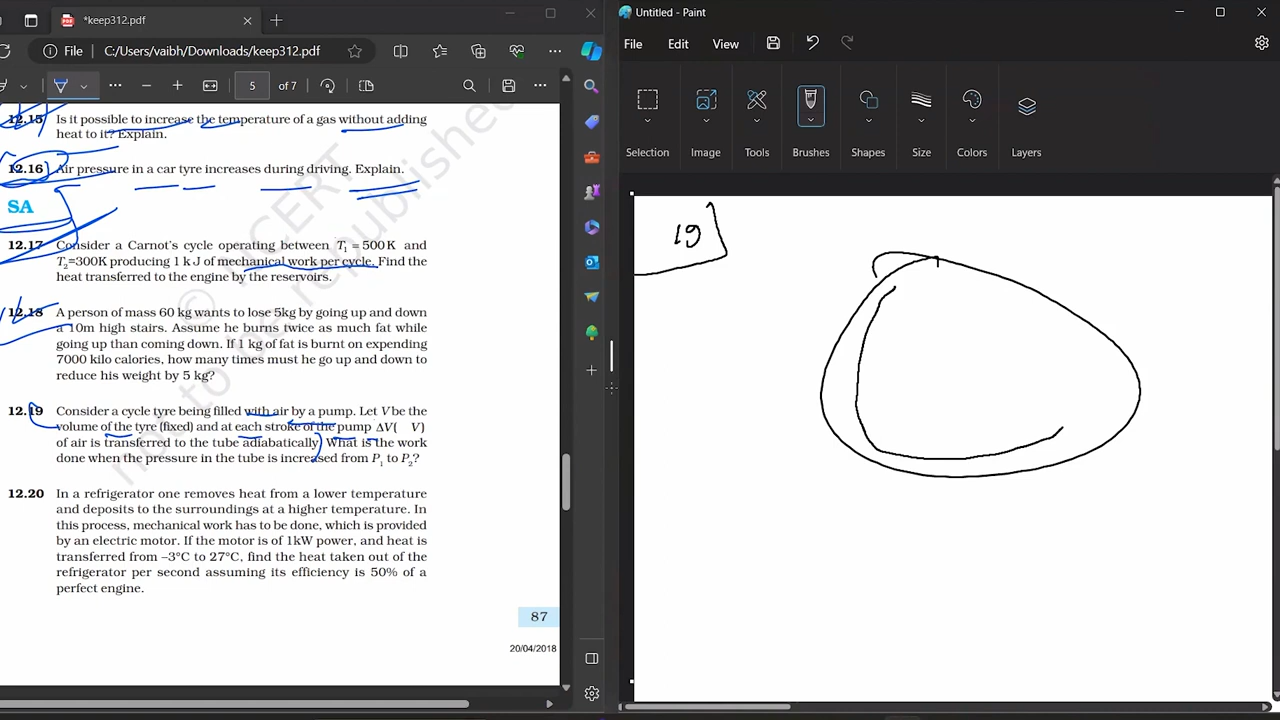 *keep312.pdf
File
C:/Users/vaibh/Downloads/keep312.pdf
5 of 7
12.15 Is it possible to increase the temperature of a gas without adding
heat to it? Explain.
12.16 Air pressure in a car tyre increases during driving. Explain.
SA
12.17 Consider a Carnot's cycle operating between T₁ = 500K and
T₂=300K producing 1 k J of mechanical work per cycle. Find the
heat transferred to the engine by the reservoirs.
12.18 A person of mass 60 kg wants to lose 5kg by going up and down
a 10m high stairs. Assume he burns twice as much fat while
going up than coming down. If 1 kg of fat is burnt on expending
7000 kilo calories, how many times must he go up and down to
reduce his weight by 5 kg?
12.19 Consider a cycle tyre being filled with air by a pump. Let V be the
volume of the tyre (fixed) and at each stroke of the pump ΔV( V)
of air is transferred to the tube adiabatically. What is the work
done when the pressure in the tube is increased from P₁ to P₂?
12.20 In a refrigerator one removes heat from a lower temperature
and deposits to the surroundings at a higher temperature. In
this process, mechanical work has to be done, which is provided
by an electric motor. If the motor is of 1kW power, and heat is
transferred from –3°C to 27°C, find the heat taken out of the
refrigerator per second assuming its efficiency is 50% of a
perfect engine.
87
20/04/2018
© NCERT
not to be republished
Untitled - Paint
File Edit View
Selection Image Tools Brushes Shapes Size Colors Layers
19